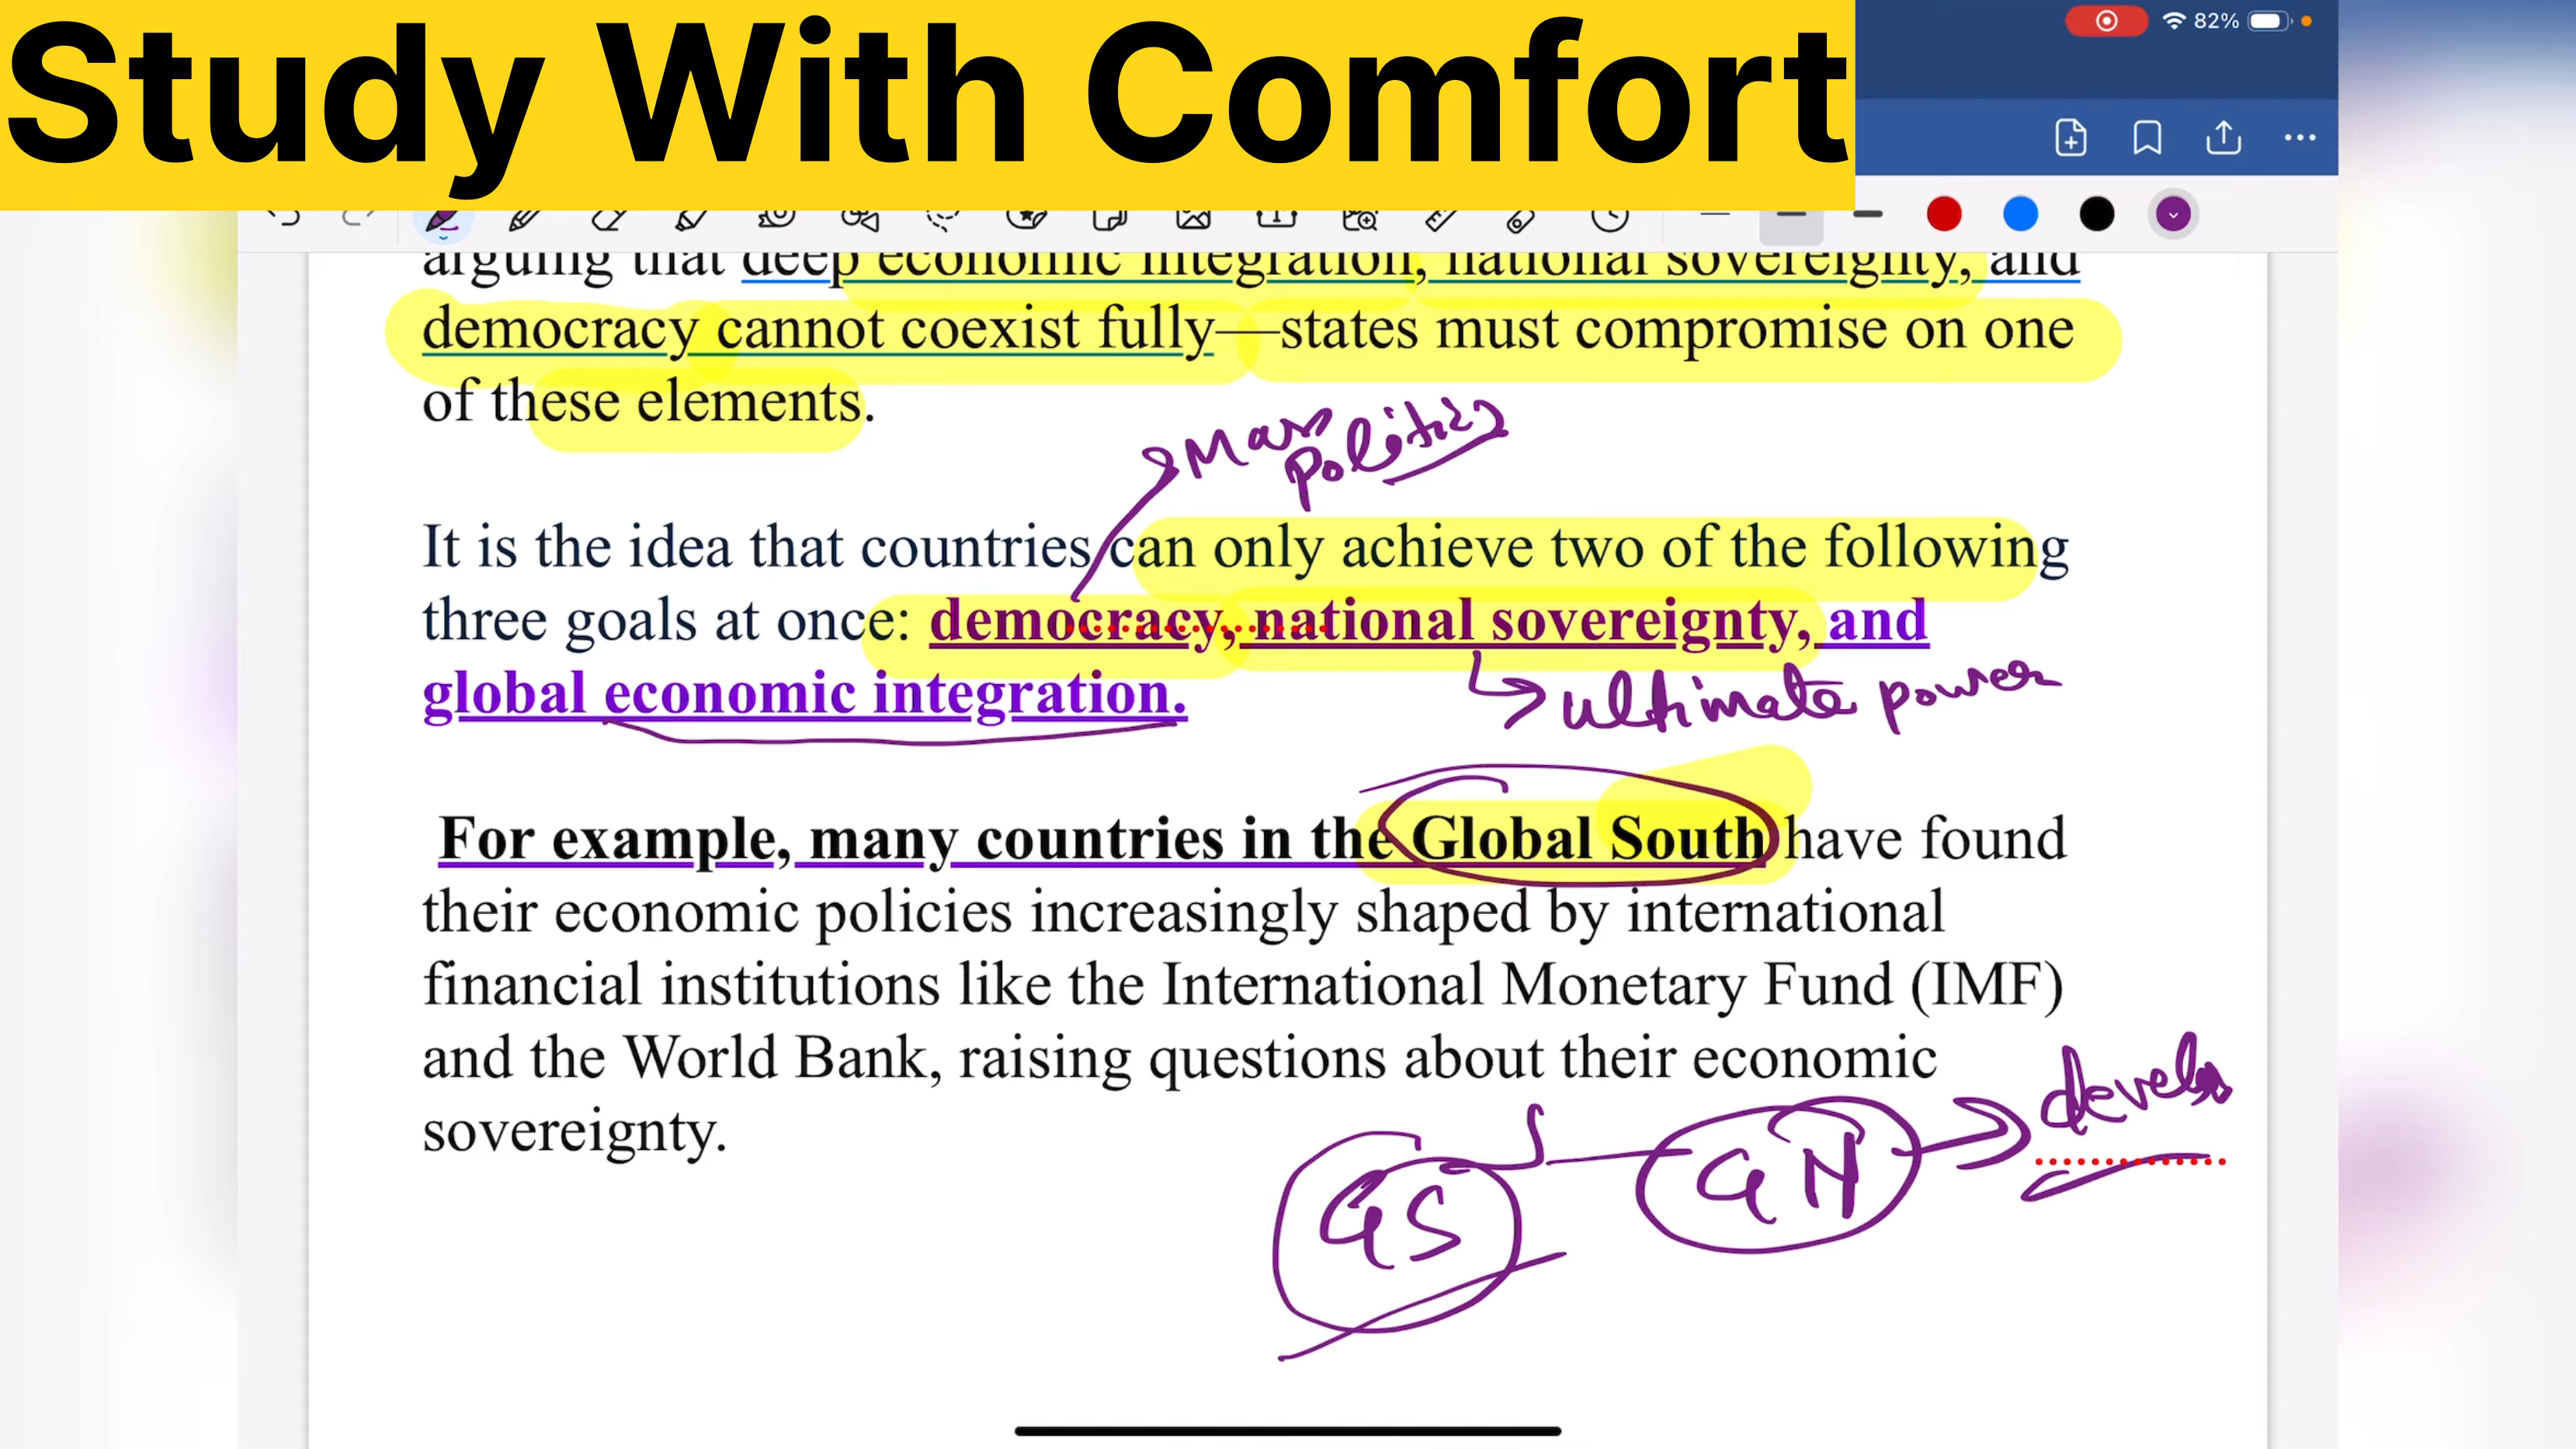 Study With Comfort
82%
arguing that deep economic integration, national sovereignty, and
democracy cannot coexist fully—states must compromise on one
of these elements.
Mass
politics
It is the idea that countries can only achieve two of the following
three goals at once: democracy, national sovereignty, and
global economic integration.
ultimate power
For example, many countries in the Global South have found
their economic policies increasingly shaped by international
financial institutions like the International Monetary Fund (IMF)
and the World Bank, raising questions about their economic
sovereignty.
GS
GN